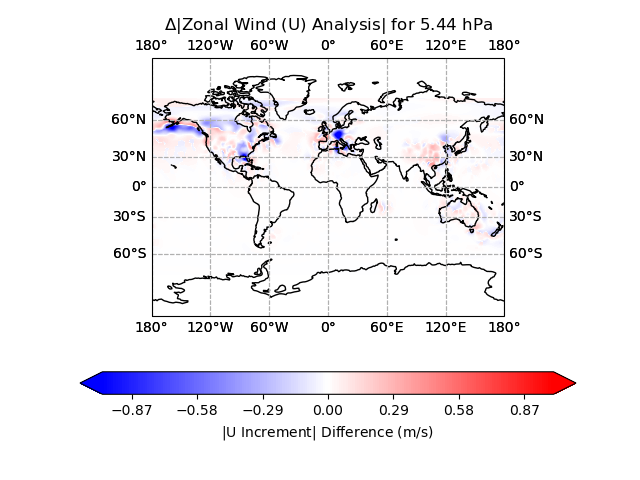 Δ|Zonal Wind (U) Analysis| for 5.44 hPa
180° 120°W 60°W 0° 60°E 120°E 180°
60°N 60°N
30°N 30°N
0° 0°
30°S 30°S
60°S 60°S
180° 120°W 60°W 0° 60°E 120°E 180°
−0.87 −0.58 −0.29 0.00 0.29 0.58 0.87
|U Increment| Difference (m/s)